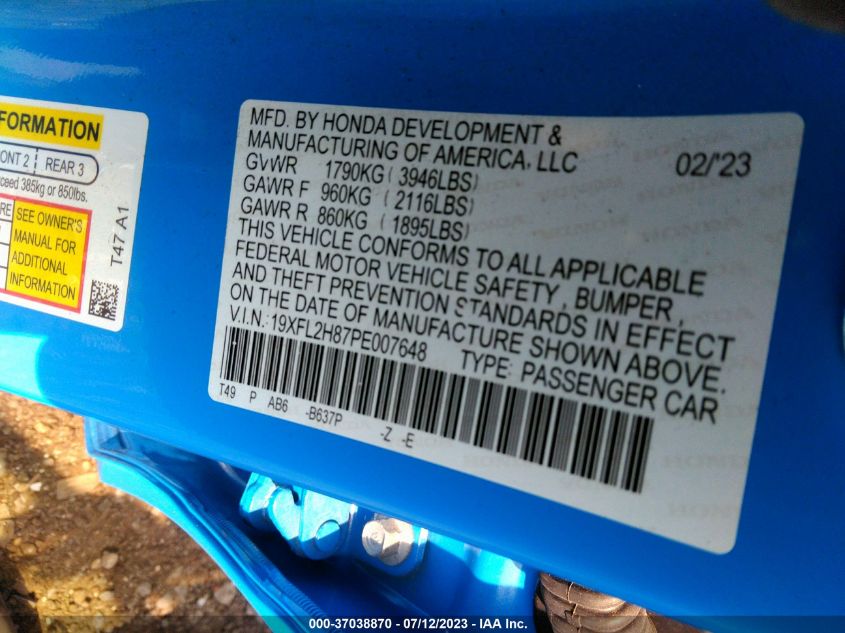 FORMATION
ONT 2 REAR 3
ceed 385kg or 850lbs.
RE
SEE OWNER'S
MANUAL FOR
ADDITIONAL
INFORMATION
T47 A1
MFD. BY HONDA DEVELOPMENT &
MANUFACTURING OF AMERICA, LLC 02/'23
GVWR 1790KG (3946LBS)
GAWR F 960KG (2116LBS)
GAWR R 860KG (1895LBS)
THIS VEHICLE CONFORMS TO ALL APPLICABLE
FEDERAL MOTOR VEHICLE SAFETY, BUMPER,
AND THEFT PREVENTION STANDARDS IN EFFECT
ON THE DATE OF MANUFACTURE SHOWN ABOVE.
V.I.N.: 19XFL2H87PE007648 TYPE: PASSENGER CAR
T49 P AB6 -B637P -Z -E
000-37038870 - 07/12/2023 - IAA Inc.